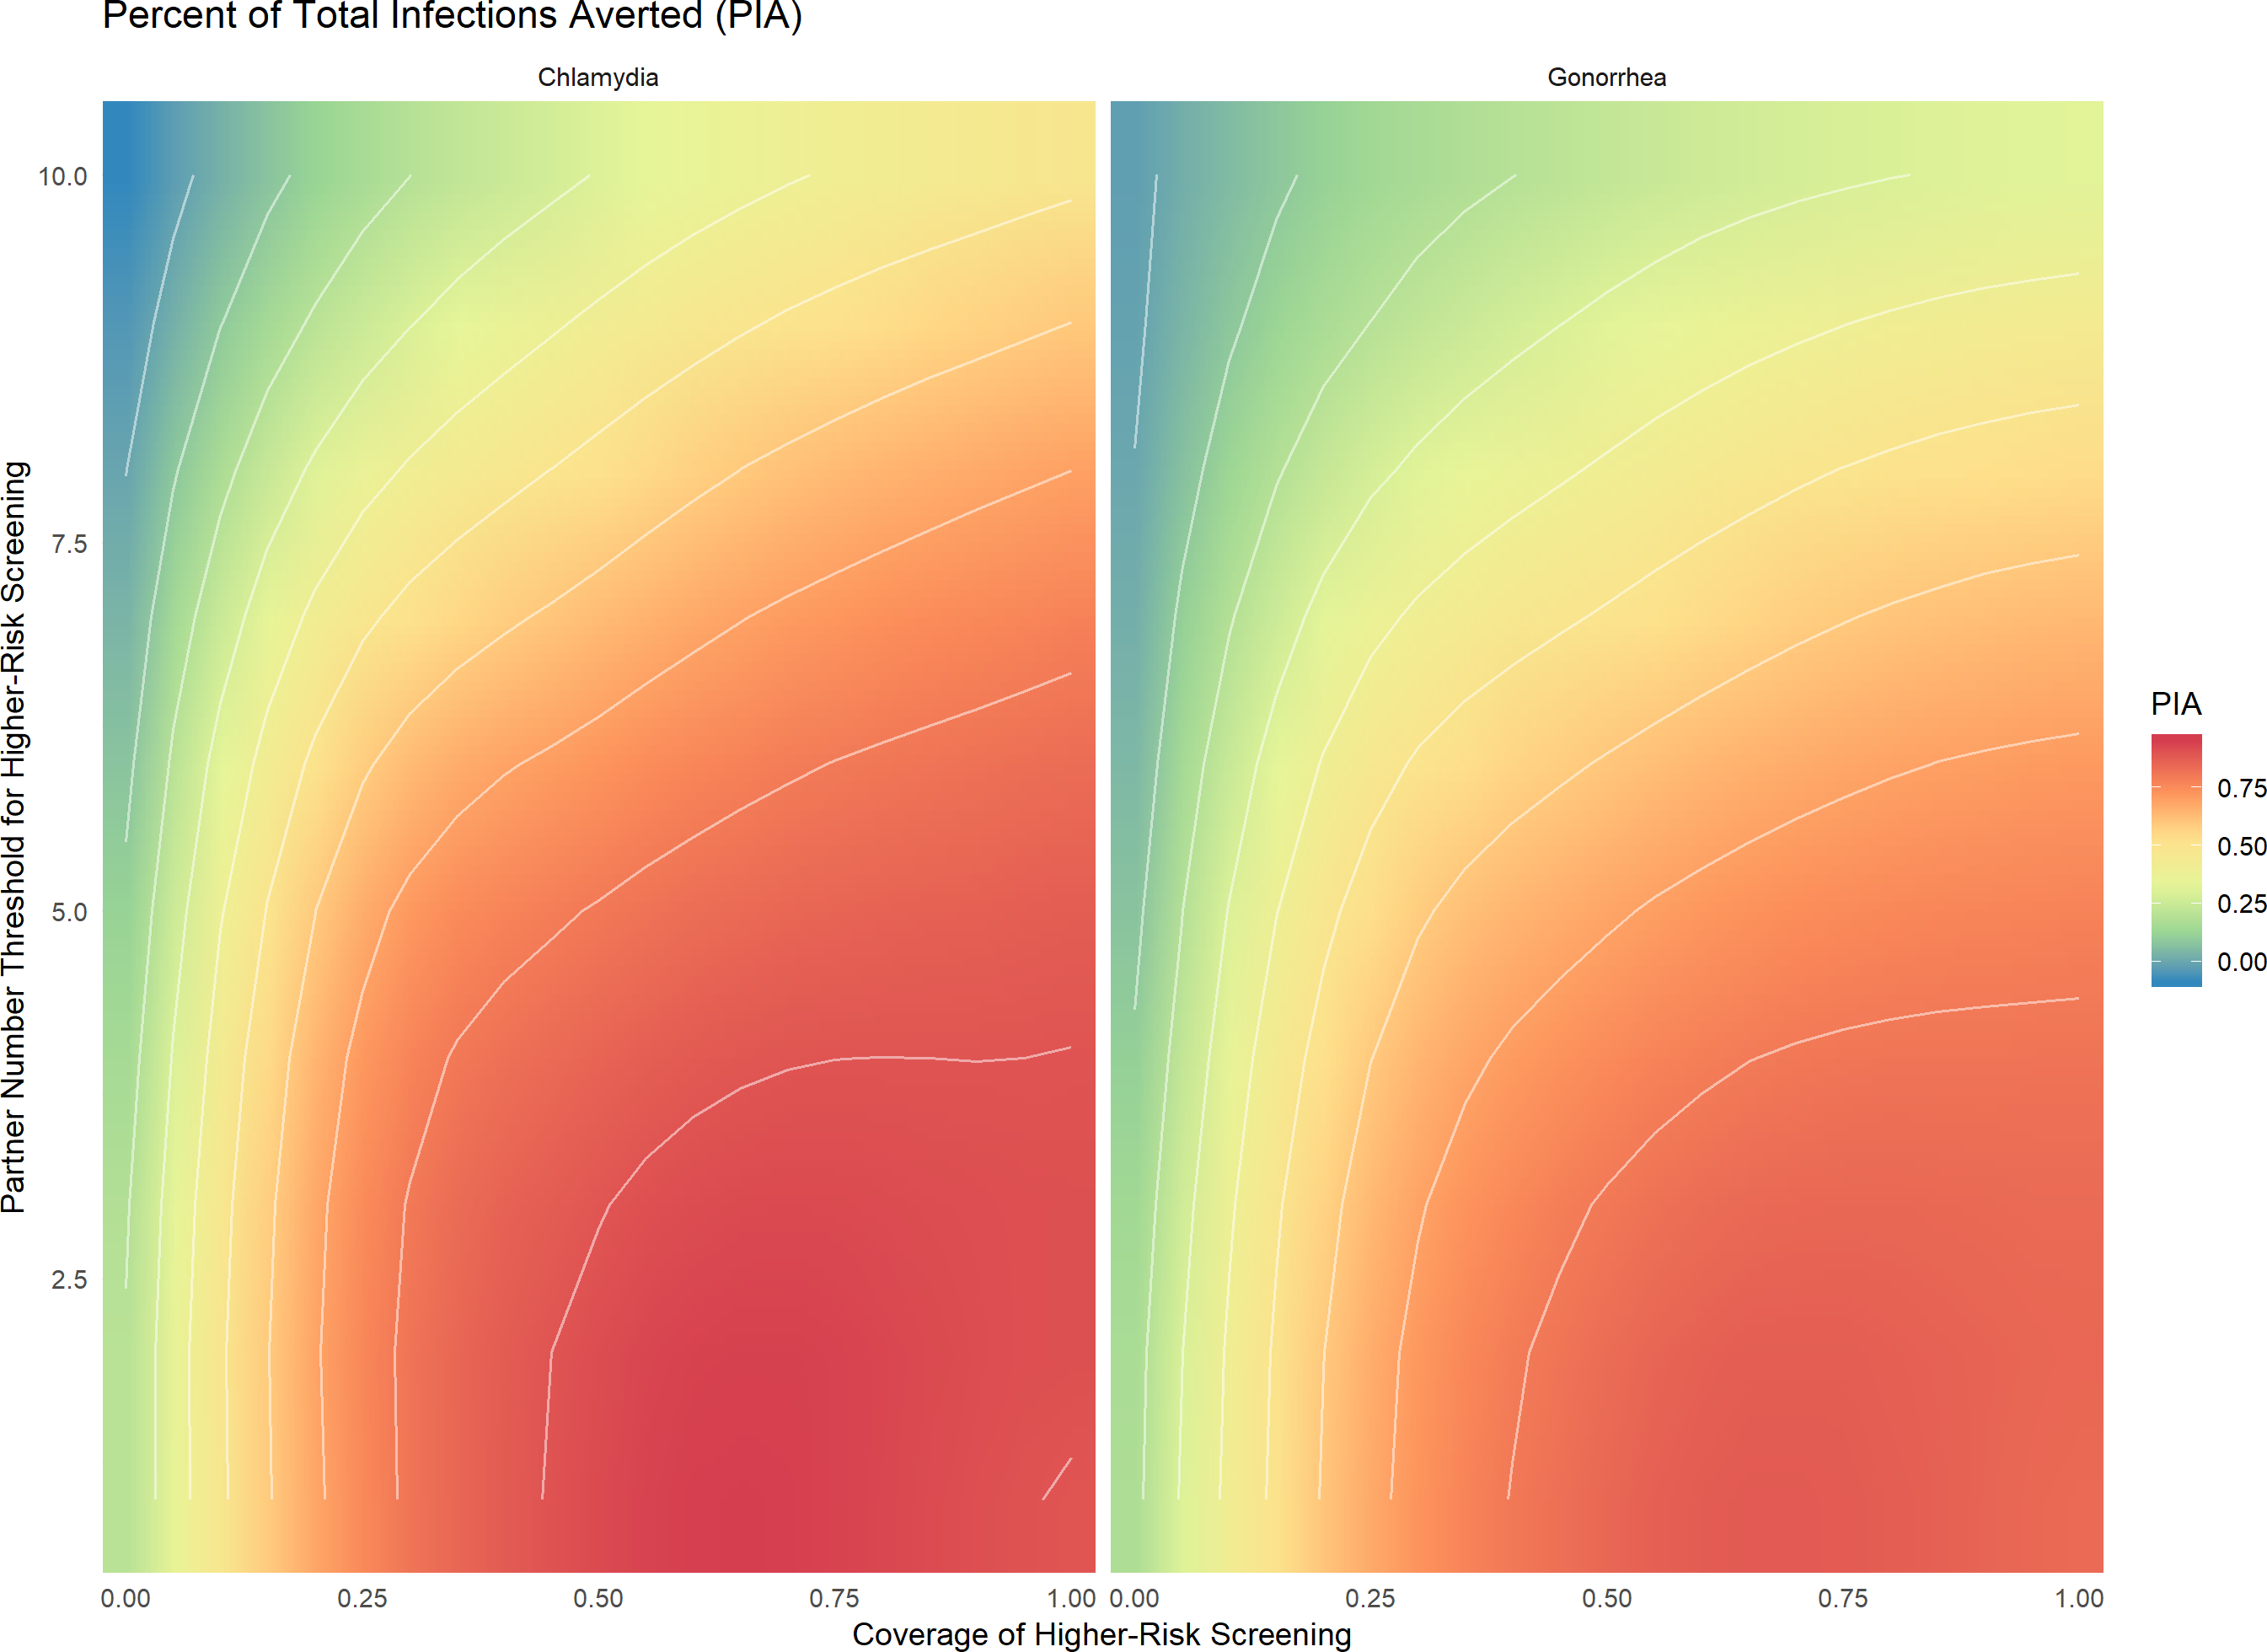 Percent of Total Infections Averted (PIA)
Chlamydia
Gonorrhea
Partner Number Threshold for Higher-Risk Screening
10.0
7.5
5.0
2.5
0.00 0.25 0.50 0.75 1.00
0.00 0.25 0.50 0.75 1.00
Coverage of Higher-Risk Screening
PIA
0.75
0.50
0.25
0.00